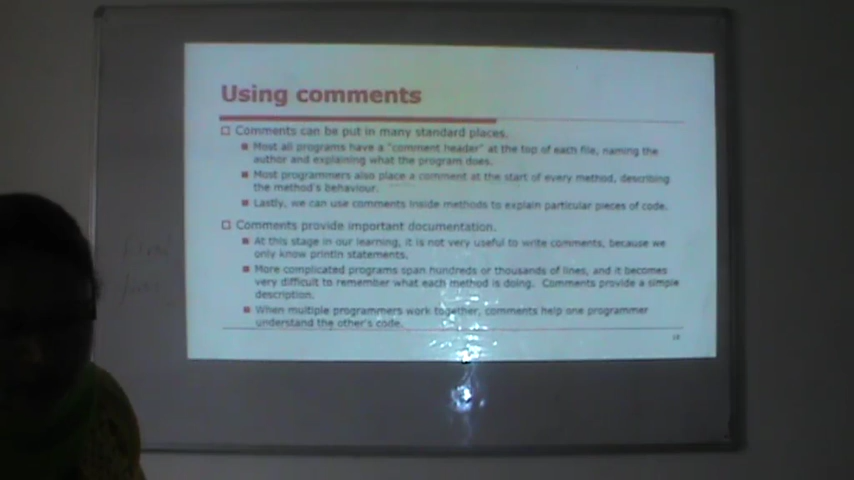 Using comments
Comments can be put in many standard places.
Most all programs have a "comment header" at the top of each file, naming the
author and explaining what the program does.
Most programmers also place a comment at the start of every method, describing
the method's behaviour.
Lastly, we can use comments inside methods to explain particular pieces of code.
Comments provide important documentation.
At this stage in our learning, it is not very useful to write comments, because we
only know println statements.
More complicated programs span hundreds or thousands of lines, and it becomes
very difficult to remember what each method is doing. Comments provide a simple
description.
When multiple programmers work together, comments help one programmer
understand the other's code.